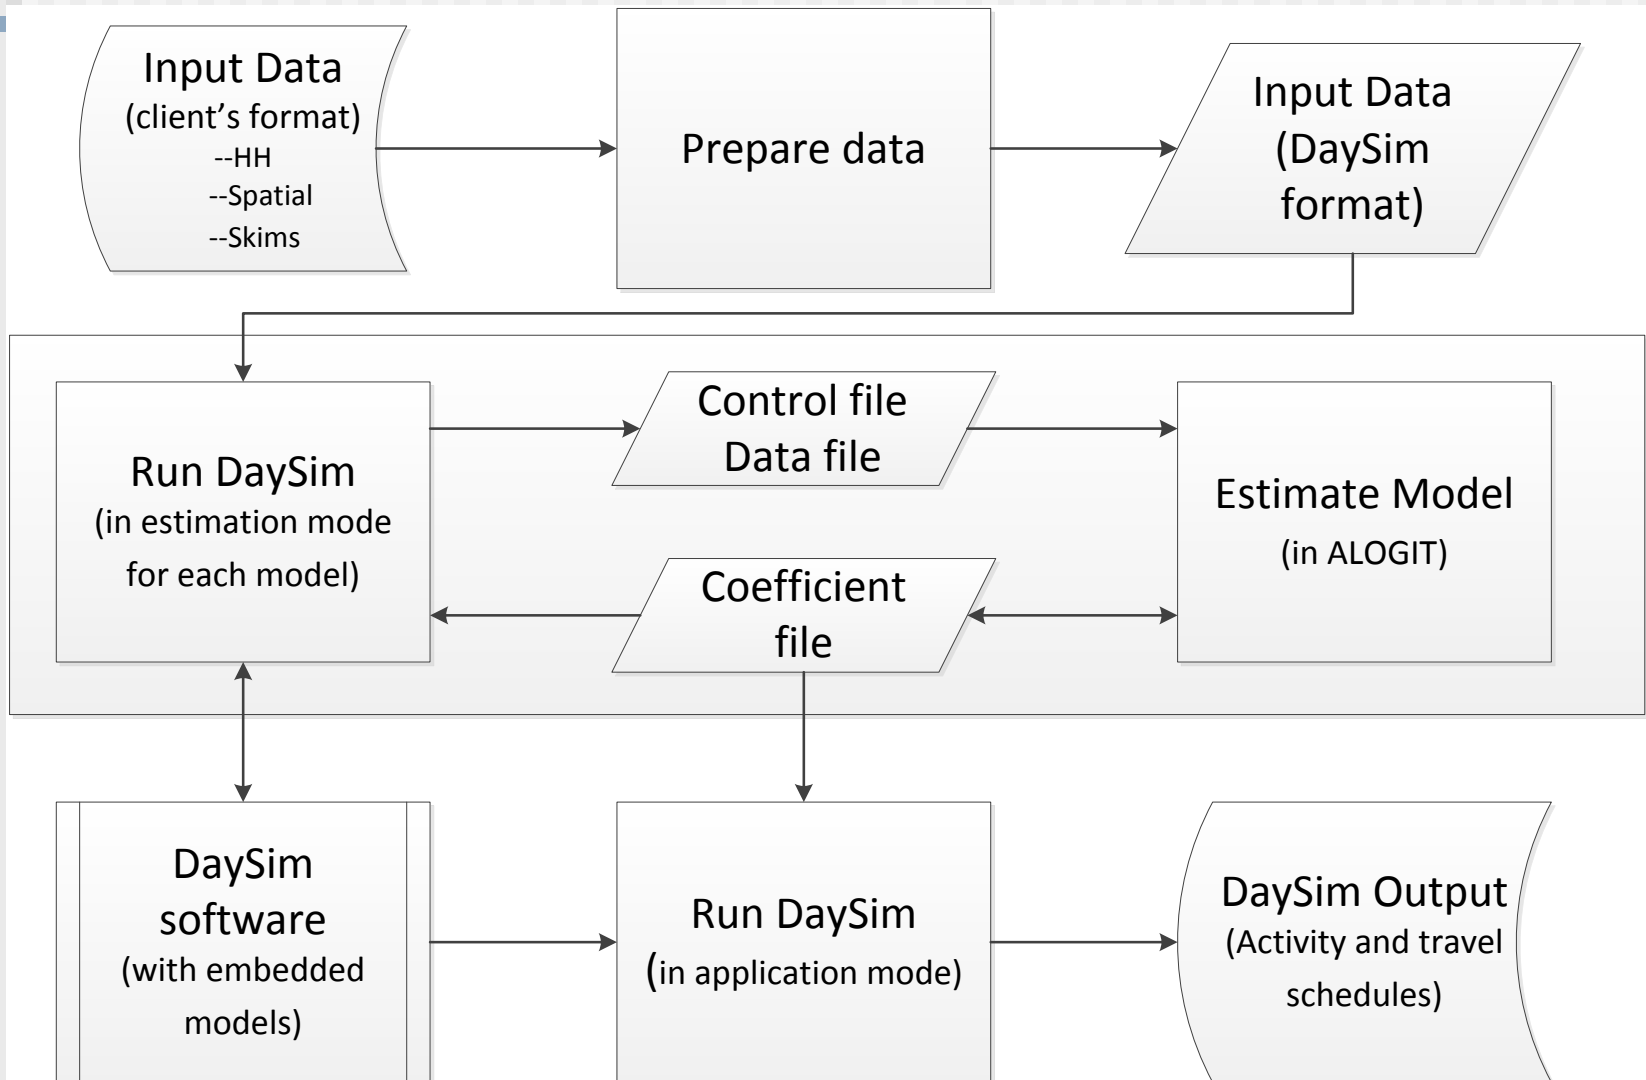 Input Data
(client's format)
--HH
--Spatial
--Skims
Prepare data
Input Data
(DaySim
format)
Run DaySim
(in estimation mode
for each model)
Control file
Data file
Estimate Model
(in ALOGIT)
Coefficient
file
DaySim
software
(with embedded
models)
Run DaySim
(in application mode)
DaySim Output
(Activity and travel
schedules)